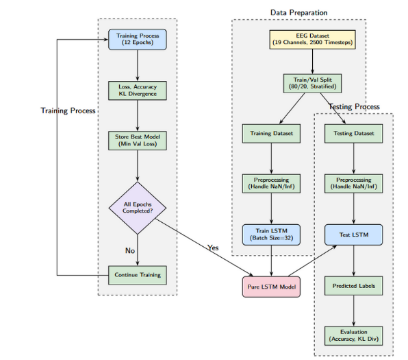 Data Preparation
Training Process
(12 Epochs)
EEG Dataset
(19 Channels, 2500 Timesteps)
Loss, Accuracy
KL Divergence
Train/Val Split
(80/20, Stratified)
Training Process
Testing Process
Store Best Model
(Min Val Loss)
Training Dataset
Testing Dataset
Preprocessing
(Handle NaN/Inf)
Preprocessing
(Handle NaN/Inf)
All Epochs
Completed?
Train LSTM
(Batch Size=32)
Test LSTM
No
Yes
Continue Training
Pure LSTM Model
Predicted Labels
Evaluation
(Accuracy, KL Div)